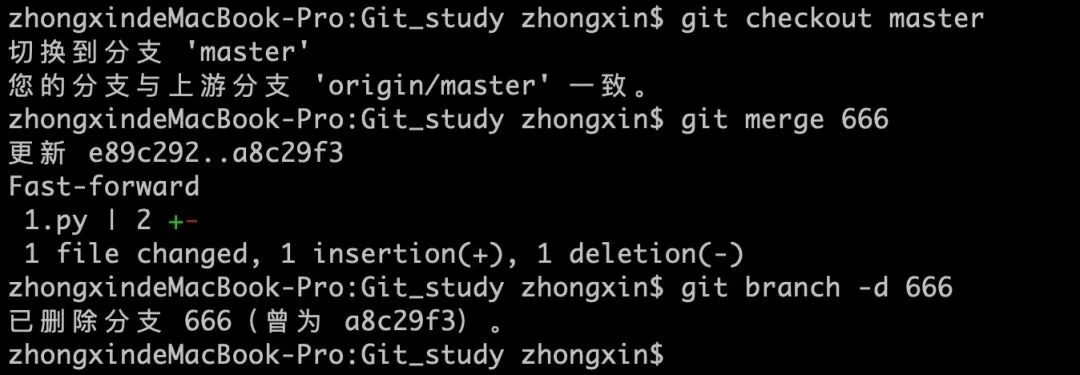 zhongxindeMacBook-Pro:Git_study zhongxin$ git checkout master
切换到分支 'master'
您的分支与上游分支 'origin/master' 一致。
zhongxindeMacBook-Pro:Git_study zhongxin$ git merge 666
更新 e89c292..a8c29f3
Fast-forward
 1.py | 2 +-
 1 file changed, 1 insertion(+), 1 deletion(-)
zhongxindeMacBook-Pro:Git_study zhongxin$ git branch -d 666
已删除分支 666（曾为 a8c29f3）。
zhongxindeMacBook-Pro:Git_study zhongxin$